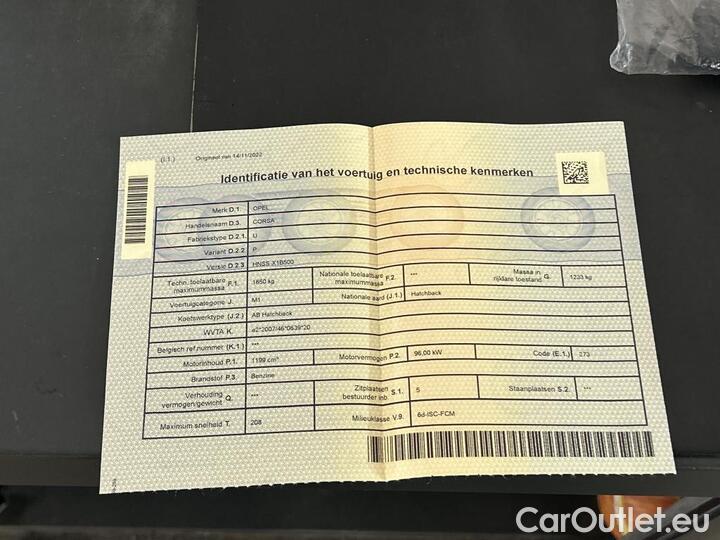 (I.1.) Origineel van 14/11/2022
Identificatie van het voertuig en technische kenmerken
Merk D.1. OPEL
Handelsnaam D.3. CORSA
Fabriekstype D.2.1. U
Variant D.2.2 P
Versie D.2.3 HNSS-X1B500
Techn. toelaatbare maximummassa F.1. 1650 kg Nationale toelaatbare maximummassa F.2. *** Massa in rijklare toestand G. 1233 kg
Voertuigcategorie J. M1 Nationale aard (J.1.) Hatchback
Koetswerktype (J.2.) AB Hatchback
WVTA K. e2*2007/46*0639*20
Belgisch ref.nummer (K.1.) ***
Motorinhoud P.1. 1199 cm³ Motorvermogen P.2. 96,00 kW Code (E.1.) 273
Brandstof P.3. Benzine
Verhouding vermogen/gewicht Q. *** Zitplaatsen bestuurder inb. S.1. 5 Staanplaatsen S.2. ***
Maximum snelheid T. 208 Milieuklasse V.9. 6d-ISC-FCM
CarOutlet.eu